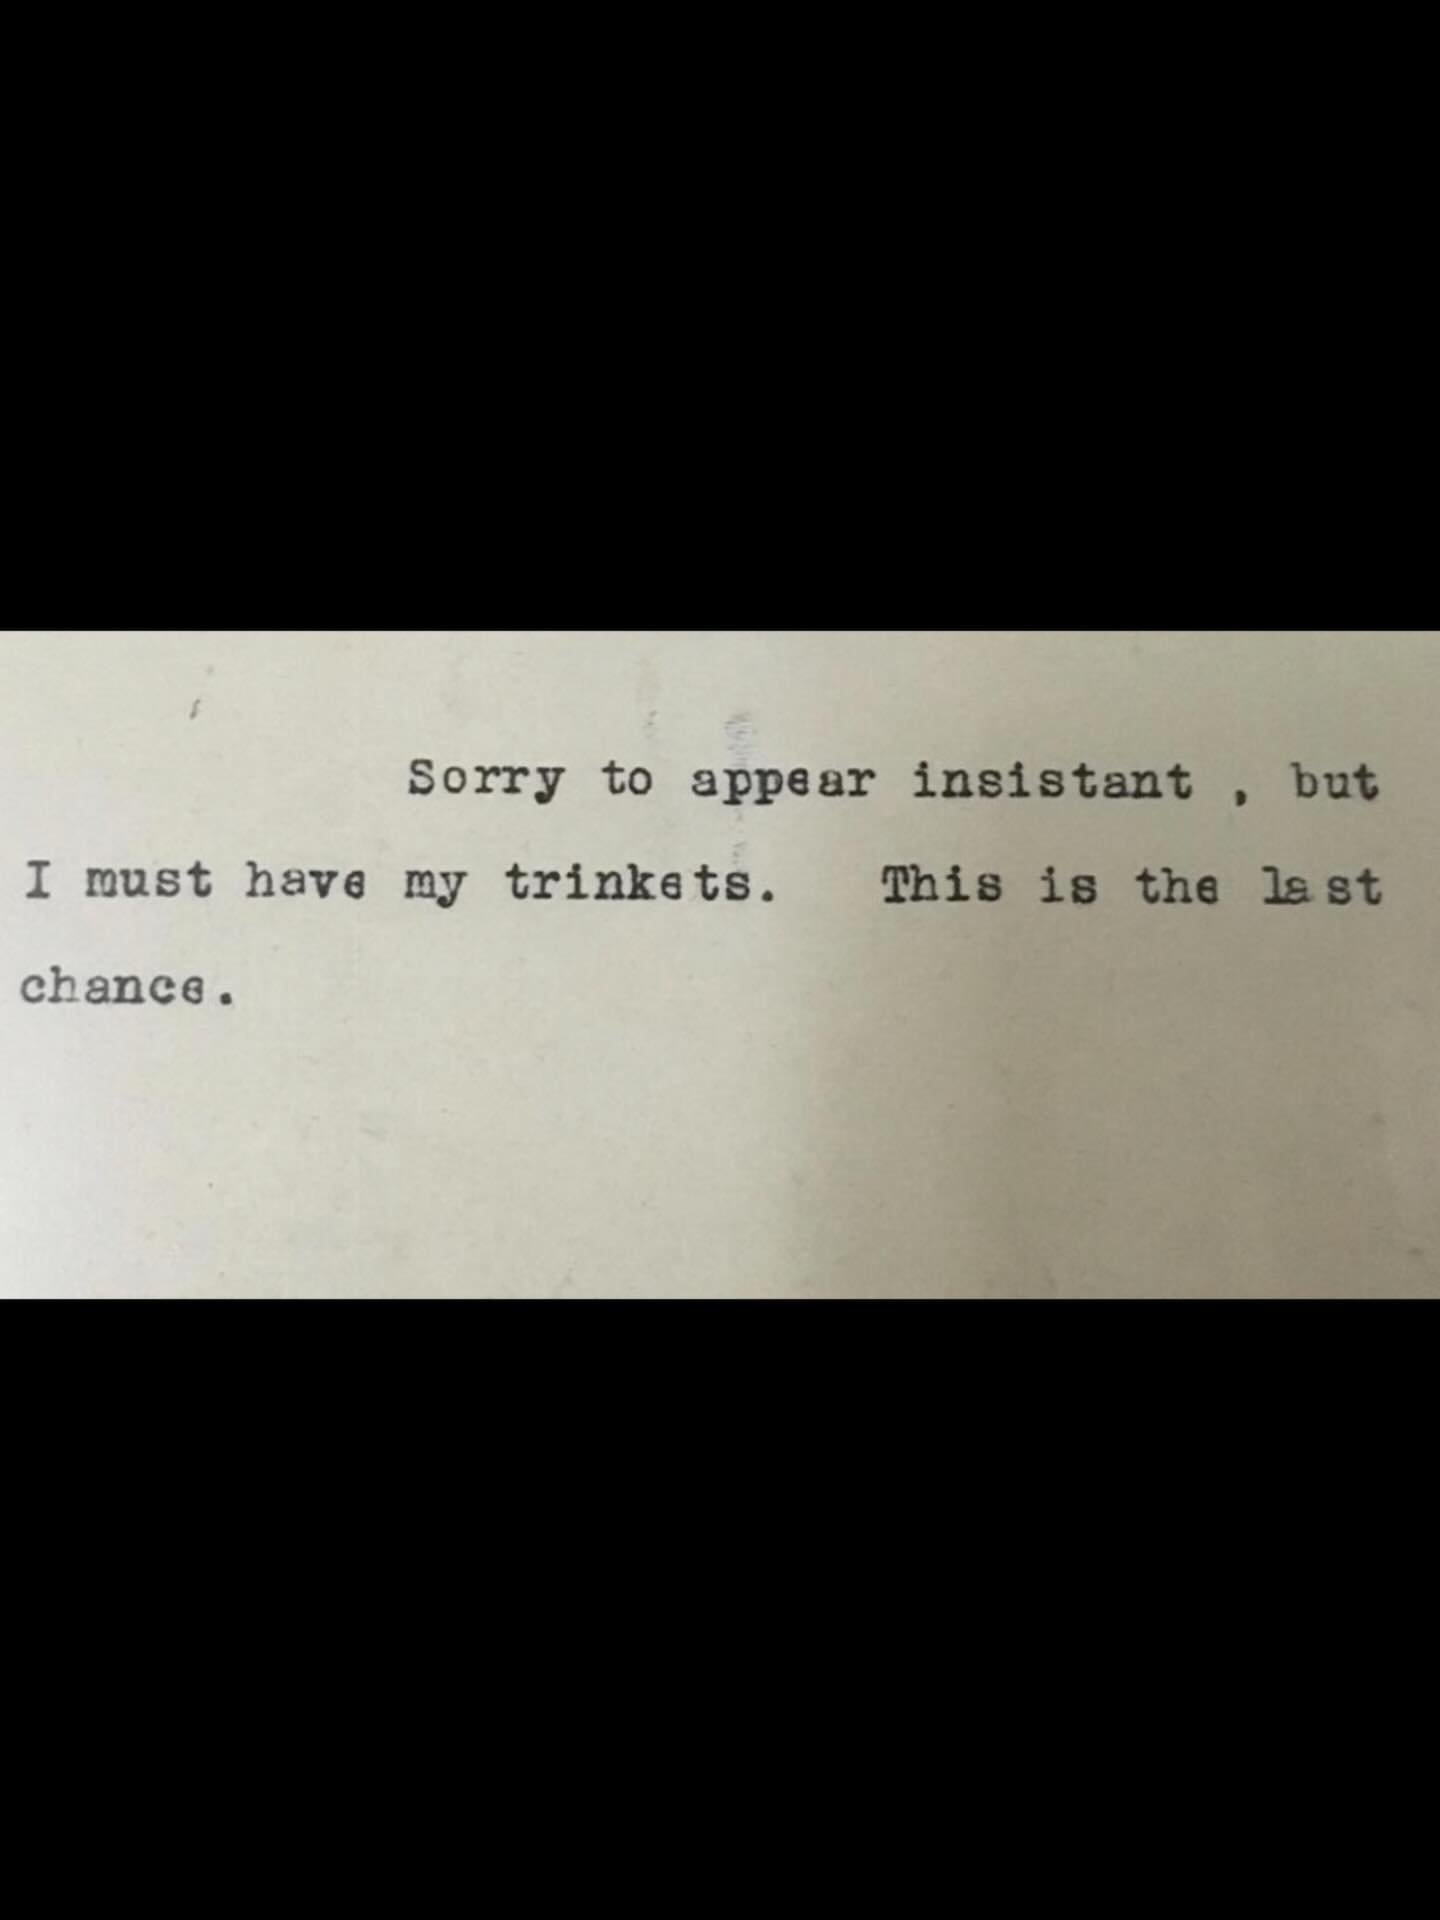 Sorry to appear insistant , but
I must have my trinkets. This is the last
chance.